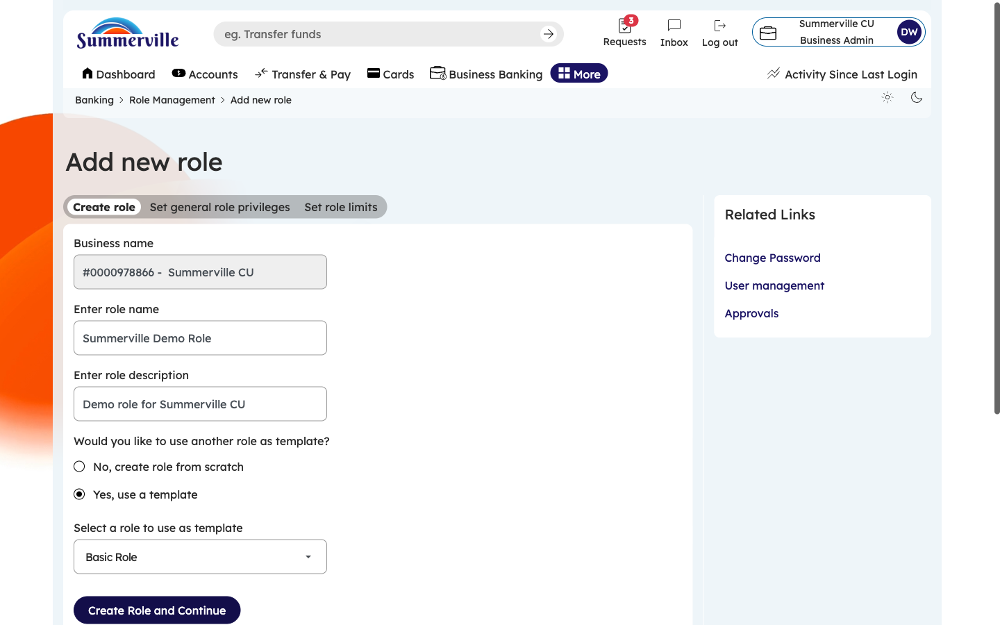 Summerville
eg. Transfer funds
3
Requests
Inbox
Log out
Summerville CU
Business Admin
DW
Dashboard
Accounts
Transfer & Pay
Cards
Business Banking
More
Activity Since Last Login
Banking > Role Management > Add new role
Add new role
Create role
Set general role privileges
Set role limits
Business name
#0000978866 - Summerville CU
Enter role name
Summerville Demo Role
Enter role description
Demo role for Summerville CU
Would you like to use another role as template?
No, create role from scratch
Yes, use a template
Select a role to use as template
Basic Role
Create Role and Continue
Related Links
Change Password
User management
Approvals